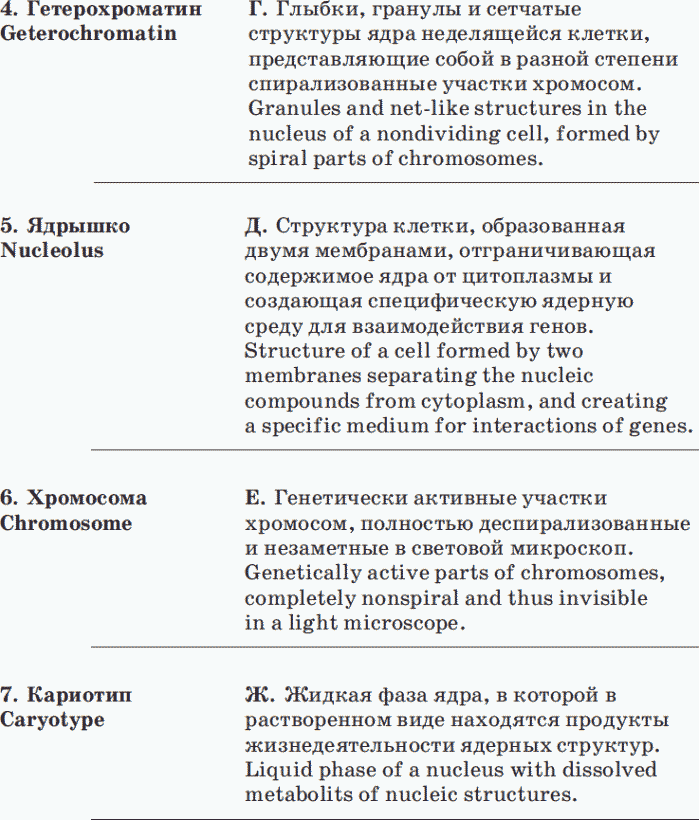 4. Гетерохроматин
Geterochromatin
Г. Глыбки, гранулы и сетчатые
структуры ядра неделящейся клетки,
представляющие собой в разной степени
спирализованные участки хромосом.
Granules and net-like structures in the
nucleus of a nondividing cell, formed by
spiral parts of chromosomes.
5. Ядрышко
Nucleolus
Д. Структура клетки, образованная
двумя мембранами, отграничивающая
содержимое ядра от цитоплазмы и
создающая специфическую ядерную
среду для взаимодействия генов.
Structure of a cell formed by two
membranes separating the nucleic
compounds from cytoplasm, and creating
a specific medium for interactions of genes.
6. Хромосома
Chromosome
Е. Генетически активные участки
хромосом, полностью деспирализованные
и незаметные в световой микроскоп.
Genetically active parts of chromosomes,
completely nonspiral and thus invisible
in a light microscope.
7. Кариотип
Caryotype
Ж. Жидкая фаза ядра, в которой в
растворенном виде находятся продукты
жизнедеятельности ядерных структур.
Liquid phase of a nucleus with dissolved
metabolits of nucleic structures.